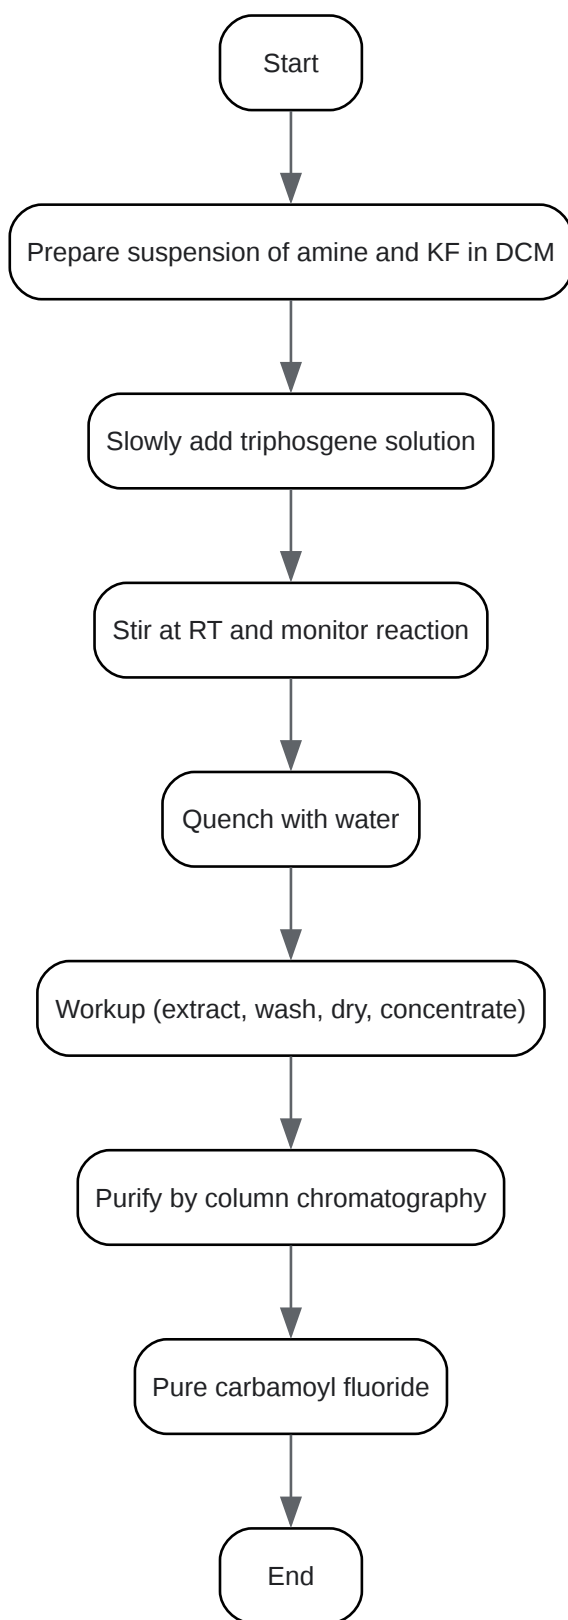 Start
Prepare suspension of amine and KF in DCM
Slowly add triphosgene solution
Stir at RT and monitor reaction
Quench with water
Workup (extract, wash, dry, concentrate)
Purify by column chromatography
Pure carbamoyl fluoride
End